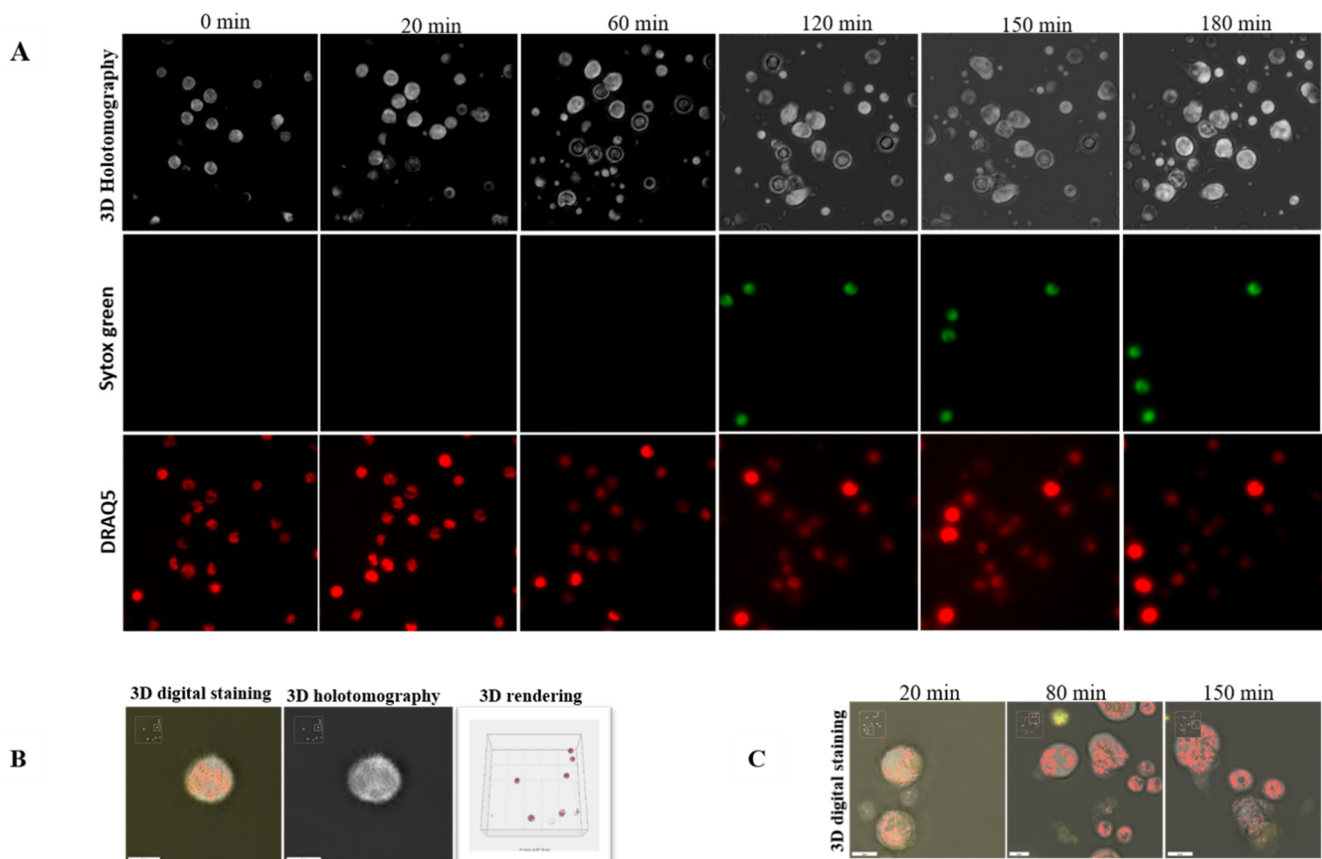 A
0 min 20 min 60 min 120 min 150 min 180 min
3D Holotomography
Sytox green
DRAQ5
B
3D digital staining 3D holotomography 3D rendering
C
20 min 80 min 150 min
3D digital staining